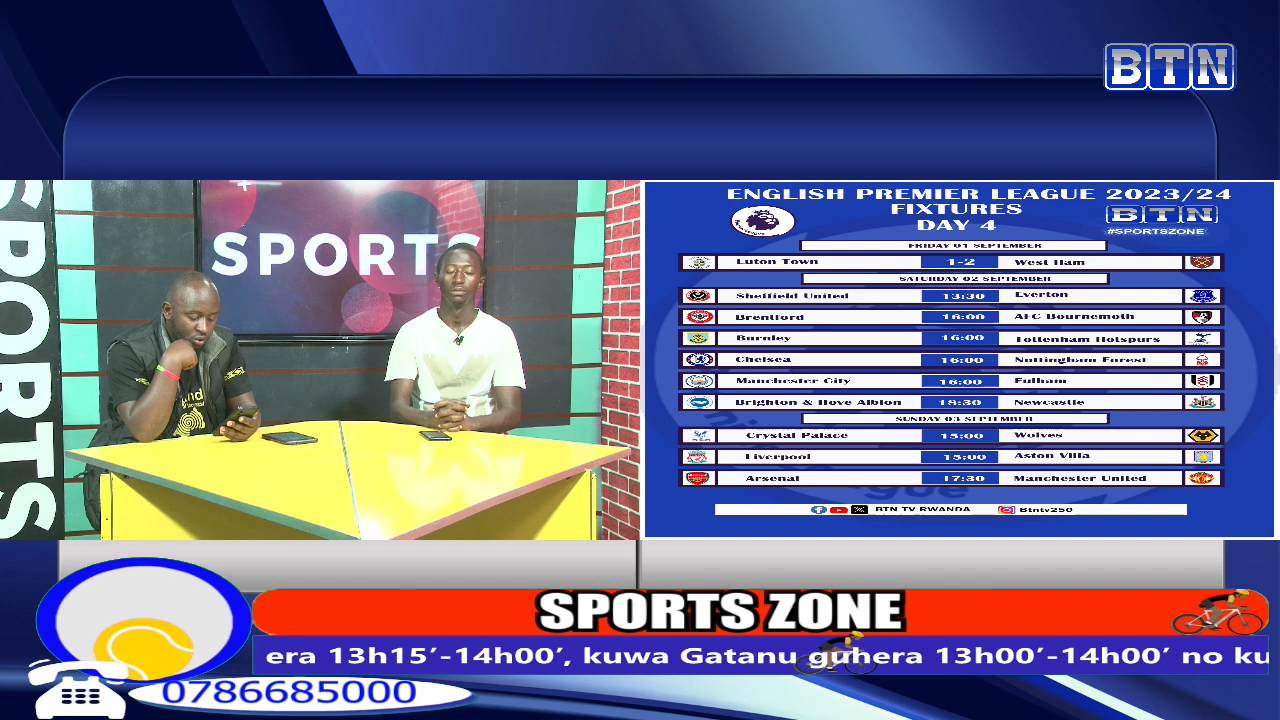 BTN
SPORTS
SPORTS
ENGLISH PREMIER LEAGUE 2023/24
FIXTURES
DAY 4
BTN
#SPORTSZONE
FRIDAY 01 SEPTEMBER
Luton Town 1-2 West Ham
SATURDAY 02 SEPTEMBER
Sheffield United 13:30 Everton
Brentford 16:00 AFC Bournemoth
Burnley 16:00 Tottenham Hotspurs
Chelsea 16:00 Nottingham Forest
Manchester City 16:00 Fulham
Brighton & Hove Albion 18:30 Newcastle
SUNDAY 03 SEPTEMBER
Crystal Palace 15:00 Wolves
Liverpool 15:00 Aston Villa
Arsenal 17:30 Manchester United
BTN TV RWANDA Btntv250
SPORTS ZONE
era 13h15’-14h00’, kuwa Gatanu guhera 13h00’-14h00’ no ku
0786685000